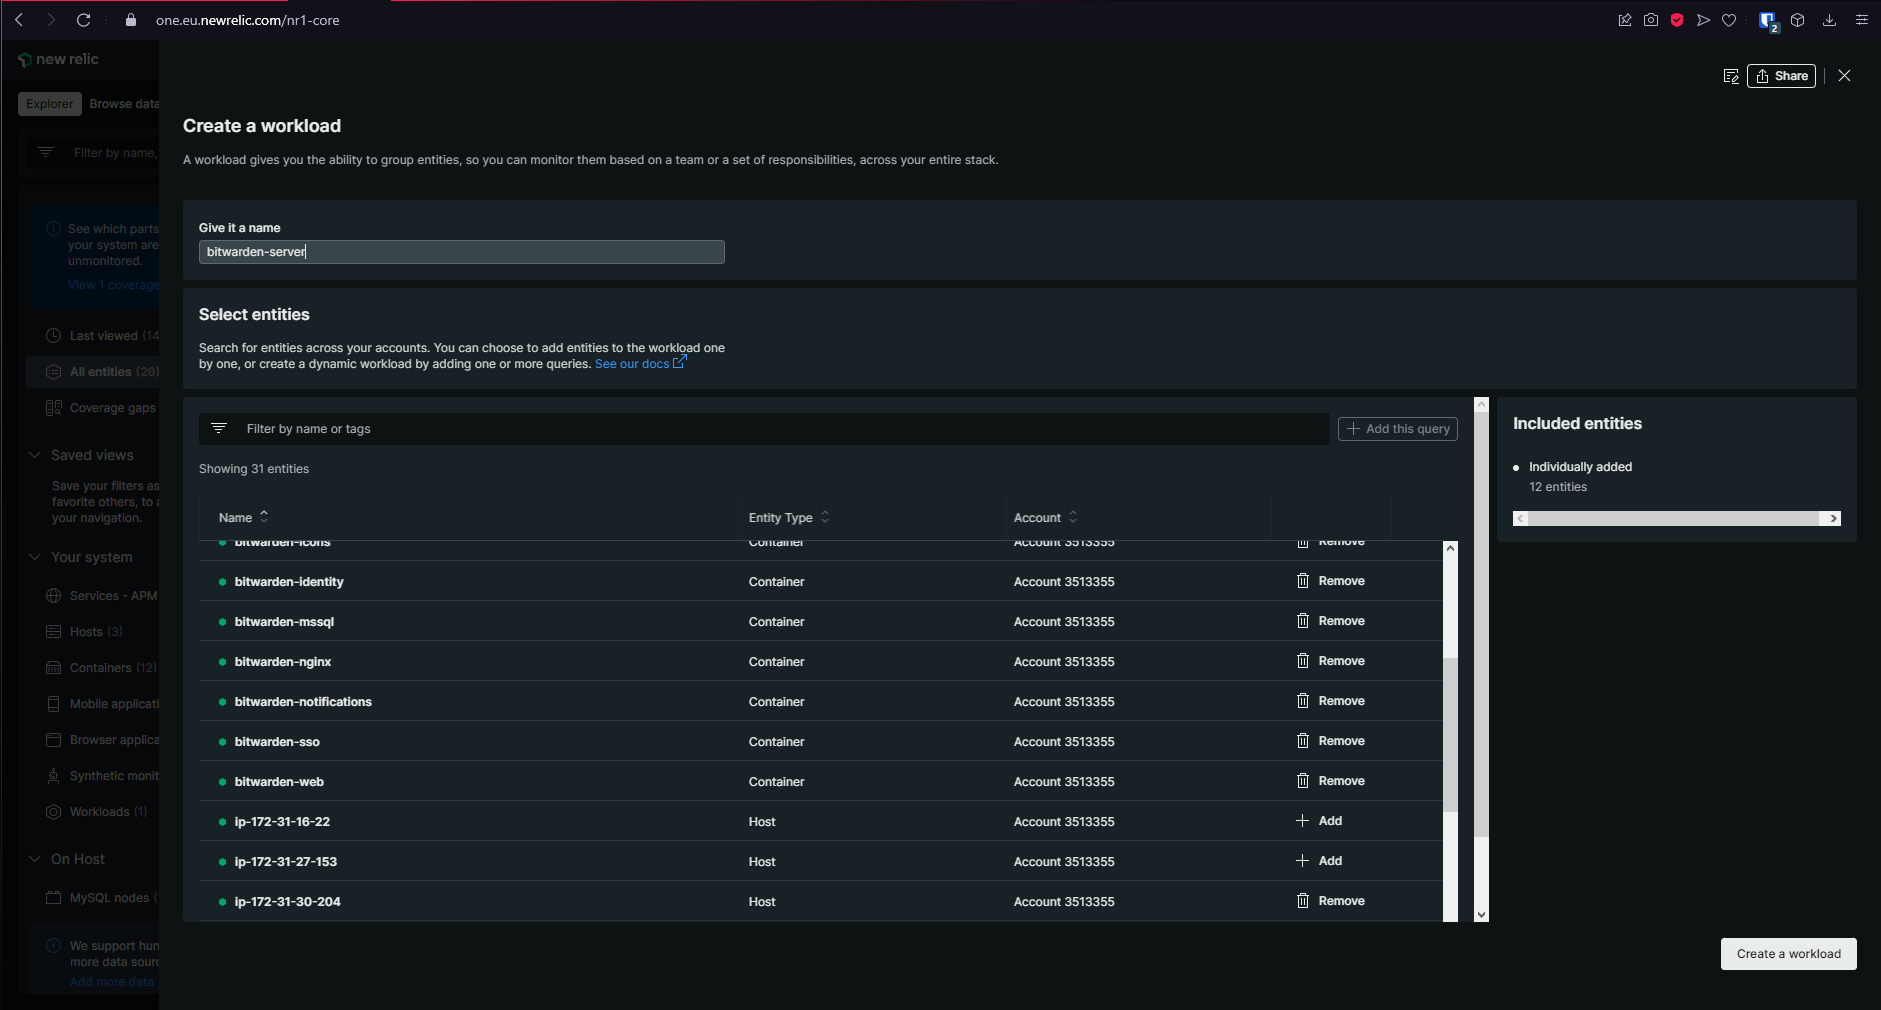 one.eu.newrelic.com/nr1-core
2
new relic
Explorer
Browse data
Filter by name,
See which parts
your system are
unmonitored.
View 1 coverage
Last viewed (14
All entities (26)
Coverage gaps
Saved views
Save your filters as
favorite others, to a
your navigation.
Your system
Services - APM
Hosts (3)
Containers (12)
Mobile applicati
Browser applica
Synthetic monit
Workloads (1)
On Host
MySQL nodes (
We support hun
more data sourc
Add more data
Share
Create a workload
A workload gives you the ability to group entities, so you can monitor them based on a team or a set of responsibilities, across your entire stack.
Give it a name
bitwarden-server
Select entities
Search for entities across your accounts. You can choose to add entities to the workload one
by one, or create a dynamic workload by adding one or more queries. See our docs
Filter by name or tags
Add this query
Showing 31 entities
Name Entity Type Account
bitwarden-icons Container Account 3513355 Remove
bitwarden-identity Container Account 3513355 Remove
bitwarden-mssql Container Account 3513355 Remove
bitwarden-nginx Container Account 3513355 Remove
bitwarden-notifications Container Account 3513355 Remove
bitwarden-sso Container Account 3513355 Remove
bitwarden-web Container Account 3513355 Remove
ip-172-31-16-22 Host Account 3513355 Add
ip-172-31-27-153 Host Account 3513355 Add
ip-172-31-30-204 Host Account 3513355 Remove
Included entities
Individually added
12 entities
Create a workload